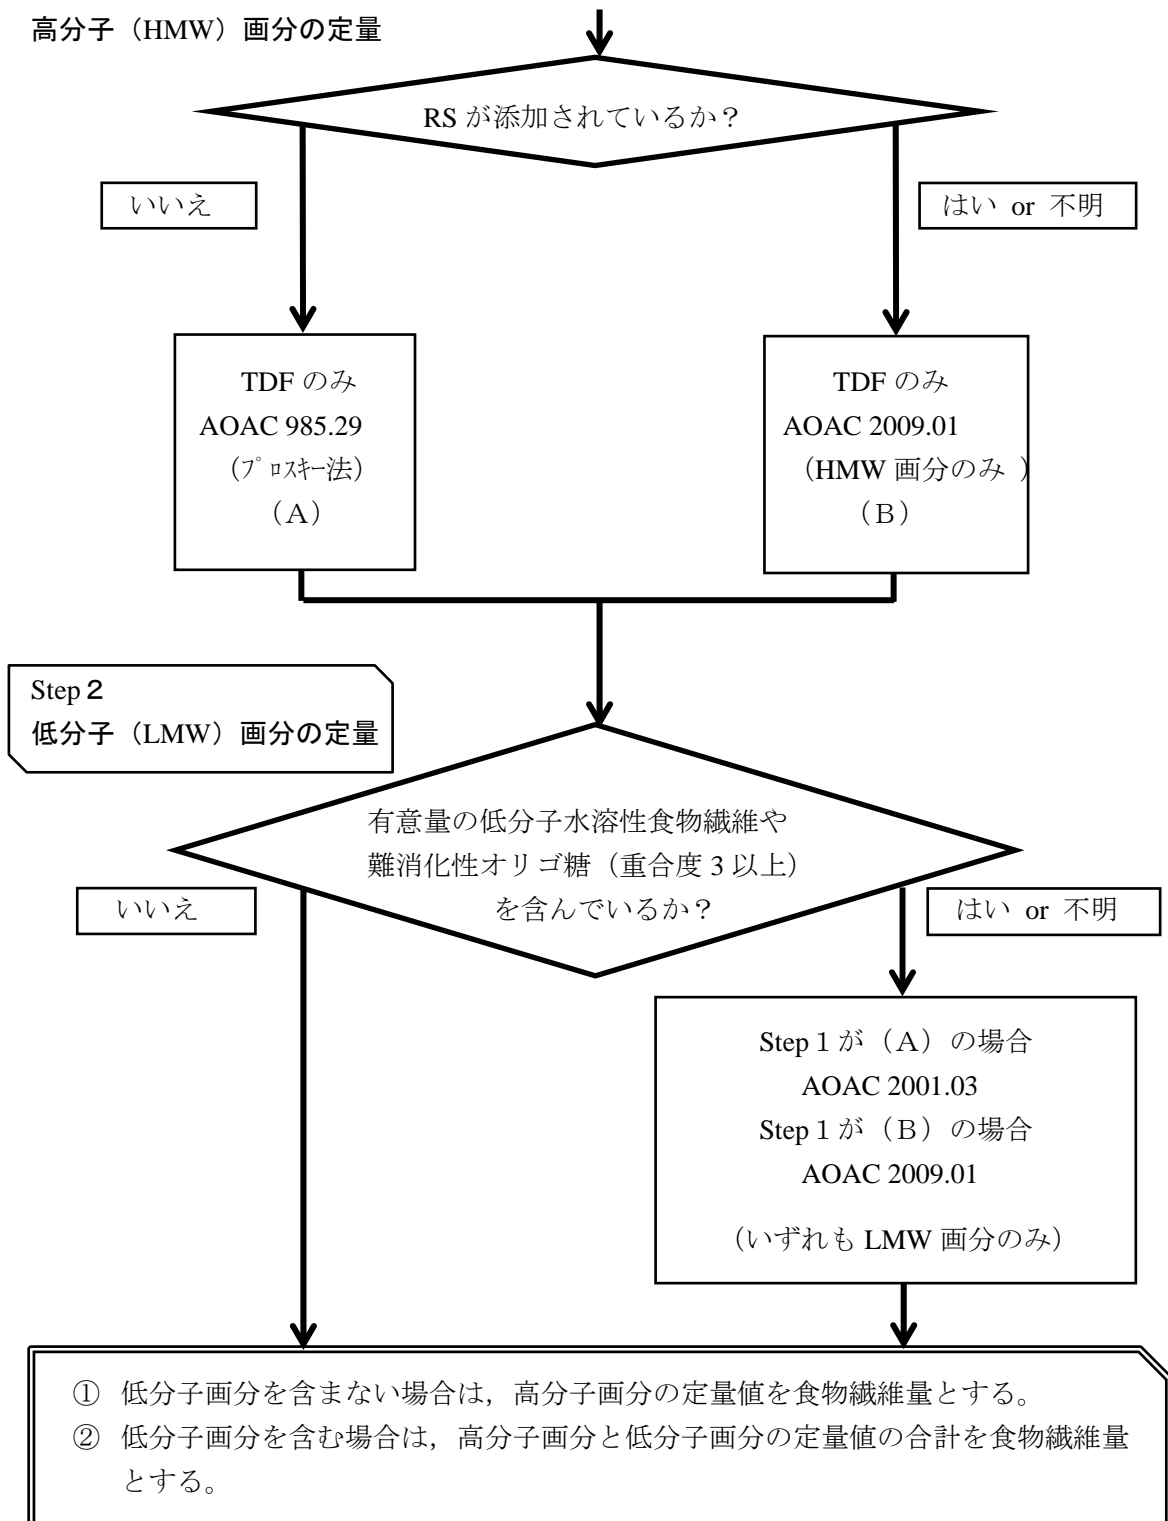 高分子（HMW）画分の定量
RS が添加されているか？
いいえ
はい or 不明
TDF のみ
AOAC 985.29
（ﾌﾟﾛｽｷｰ法）
（Ａ）
TDF のみ
AOAC 2009.01
（HMW 画分のみ ）
（Ｂ）
Step２
低分子（LMW）画分の定量
有意量の低分子水溶性食物繊維や
難消化性オリゴ糖（重合度 3 以上）
を含んでいるか？
いいえ
はい or 不明
Step１が（Ａ）の場合
AOAC 2001.03
Step１が（Ｂ）の場合
AOAC 2009.01
（いずれも LMW 画分のみ）
① 低分子画分を含まない場合は，高分子画分の定量値を食物繊維量とする。
② 低分子画分を含む場合は，高分子画分と低分子画分の定量値の合計を食物繊維量
とする。